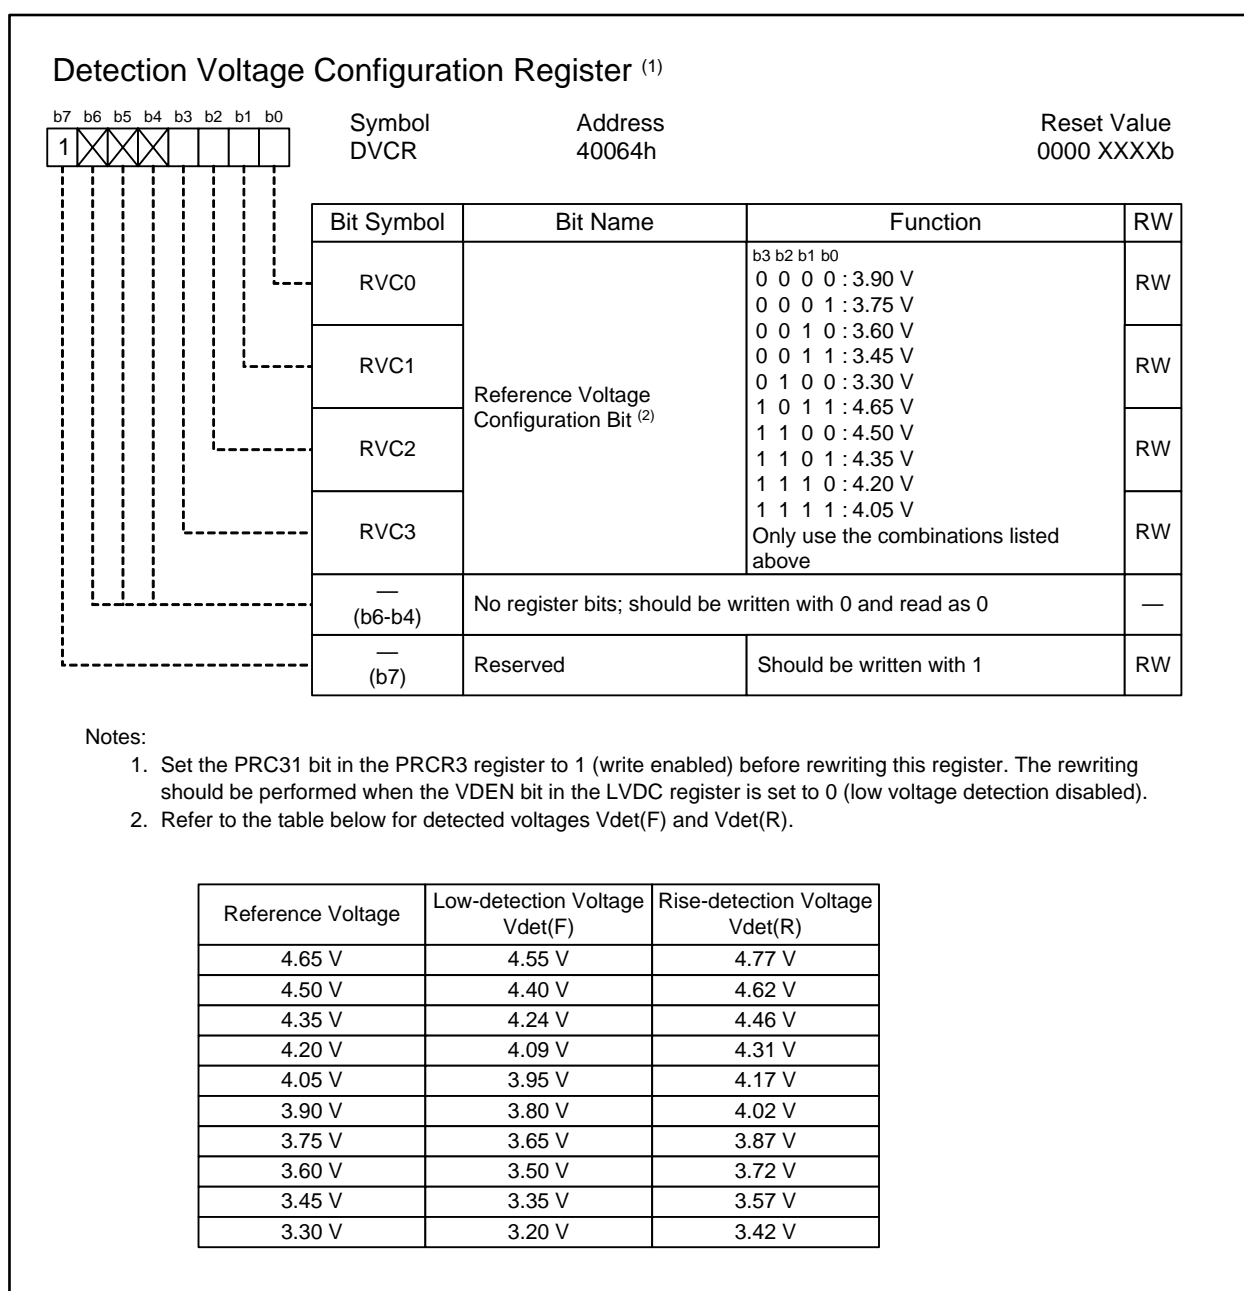 Detection Voltage Configuration Register (1)
b7 b6 b5 b4 b3 b2 b1 b0
1
Symbol Address Reset Value
DVCR 40064h 0000 XXXXb
Bit Symbol Bit Name Function RW
RVC0 RW
RVC1 RW
RVC2 RW
RVC3 RW
Reference Voltage
Configuration Bit (2)
b3 b2 b1 b0
0 0 0 0 : 3.90 V
0 0 0 1 : 3.75 V
0 0 1 0 : 3.60 V
0 0 1 1 : 3.45 V
0 1 0 0 : 3.30 V
1 0 1 1 : 4.65 V
1 1 0 0 : 4.50 V
1 1 0 1 : 4.35 V
1 1 1 0 : 4.20 V
1 1 1 1 : 4.05 V
Only use the combinations listed
above
—
(b6-b4) No register bits; should be written with 0 and read as 0 —
—
(b7) Reserved Should be written with 1 RW
Notes:
1. Set the PRC31 bit in the PRCR3 register to 1 (write enabled) before rewriting this register. The rewriting
should be performed when the VDEN bit in the LVDC register is set to 0 (low voltage detection disabled).
2. Refer to the table below for detected voltages Vdet(F) and Vdet(R).
Reference Voltage Low-detection Voltage Rise-detection Voltage
Vdet(F) Vdet(R)
4.65 V 4.55 V 4.77 V
4.50 V 4.40 V 4.62 V
4.35 V 4.24 V 4.46 V
4.20 V 4.09 V 4.31 V
4.05 V 3.95 V 4.17 V
3.90 V 3.80 V 4.02 V
3.75 V 3.65 V 3.87 V
3.60 V 3.50 V 3.72 V
3.45 V 3.35 V 3.57 V
3.30 V 3.20 V 3.42 V